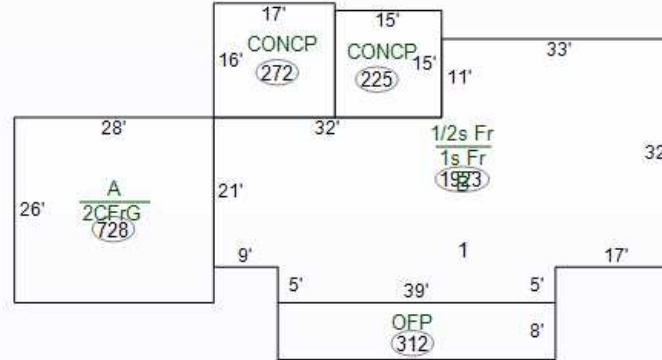 17'
15'
CONCP
33'
16'
CONCP
15'
272
225
11'
28'
32'
1/2s Fr
1s Fr
32
1923
B
A
26'
21'
2CFrG
728
9'
1
17'
5'
39'
5'
OFP
8'
312